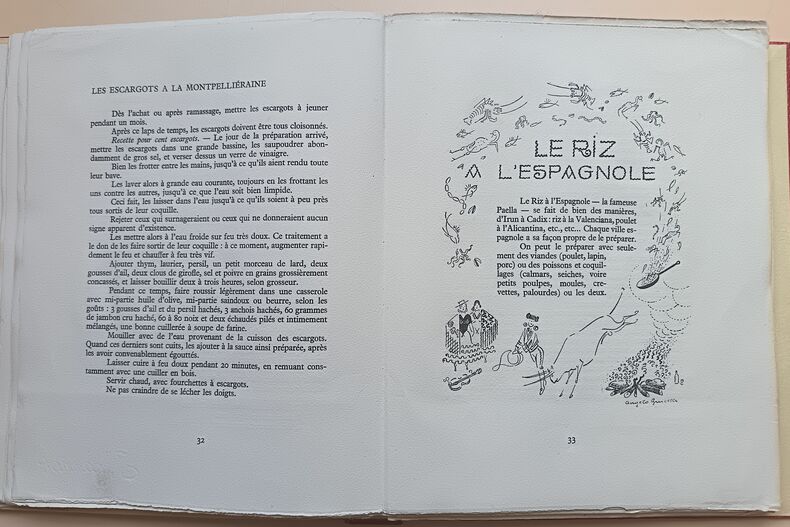 LES ESCARGOTS A LA MONTPELLIÉRAINE
Dès l'achat ou après ramassage, mettre les escargots à jeuner
pendant un mois.
Après ce laps de temps, les escargots doivent être tous cloisonnés.
Recette pour cent escargots. — Le jour de la préparation arrivé,
mettre les escargots dans une grande bassine, les saupoudrer abon-
damment de gros sel, et verser dessus un verre de vinaigre.
Bien les frotter entre les mains, jusqu'à ce qu'ils aient rendu toute
leur bave.
Les laver alors à grande eau courante, toujours en les frottant les
uns contre les autres, jusqu'à ce que l'eau soit bien limpide.
Ceci fait, les laisser dans l'eau jusqu'à ce qu'ils soient à peu près
tous sortis de leur coquille.
Rejeter ceux qui surnageraient ou ceux qui ne donneraient aucun
signe apparent d'existence.
Les mettre alors à l'eau froide sur feu très doux. Ce traitement a
le don de les faire sortir de leur coquille : à ce moment, augmenter rapi-
dement le feu et chauffer à feu très vif.
Ajouter thym, laurier, persil, un petit morceau de lard, deux
gousses d'ail, deux clous de girofle, sel et poivre en grains grossièrement
concassés, et laisser bouillir deux à trois heures, selon grosseur.
Pendant ce temps, faire roussir légèrement dans une casserole
avec mi-partie huile d'olive, mi-partie saindoux ou beurre, selon les
goûts : 3 gousses d'ail et du persil hachés, 3 anchois hachés, 60 grammes
de jambon cru haché, 60 à 80 noix et deux échaudés pilés et intimement
mélangés, une bonne cuillerée à soupe de farine.
Mouiller avec de l'eau provenant de la cuisson des escargots.
Quand ces derniers sont cuits, les ajouter à la sauce ainsi préparée, après
les avoir convenablement égouttés.
Laisser cuire à feu doux pendant 20 minutes, en remuant cons-
tamment avec une cuiller en bois.
Servir chaud, avec fourchettes à escargots.
Ne pas craindre de se lécher les doigts.
32
LE RIZ
A L'ESPAGNOLE
Le Riz à l'Espagnole — la fameuse
Paella — se fait de bien des manières,
d'Irun à Cadix : riz à la Valenciana, poulet
à l'Alicantina, etc., etc... Chaque ville es-
pagnole a sa façon propre de le préparer.
On peut le préparer avec seule-
ment des viandes (poulet, lapin,
porc) ou des poissons et coquil-
lages (calmars, seiches, voire
petits poulpes, moules, cre-
vettes, palourdes) ou les deux.
33